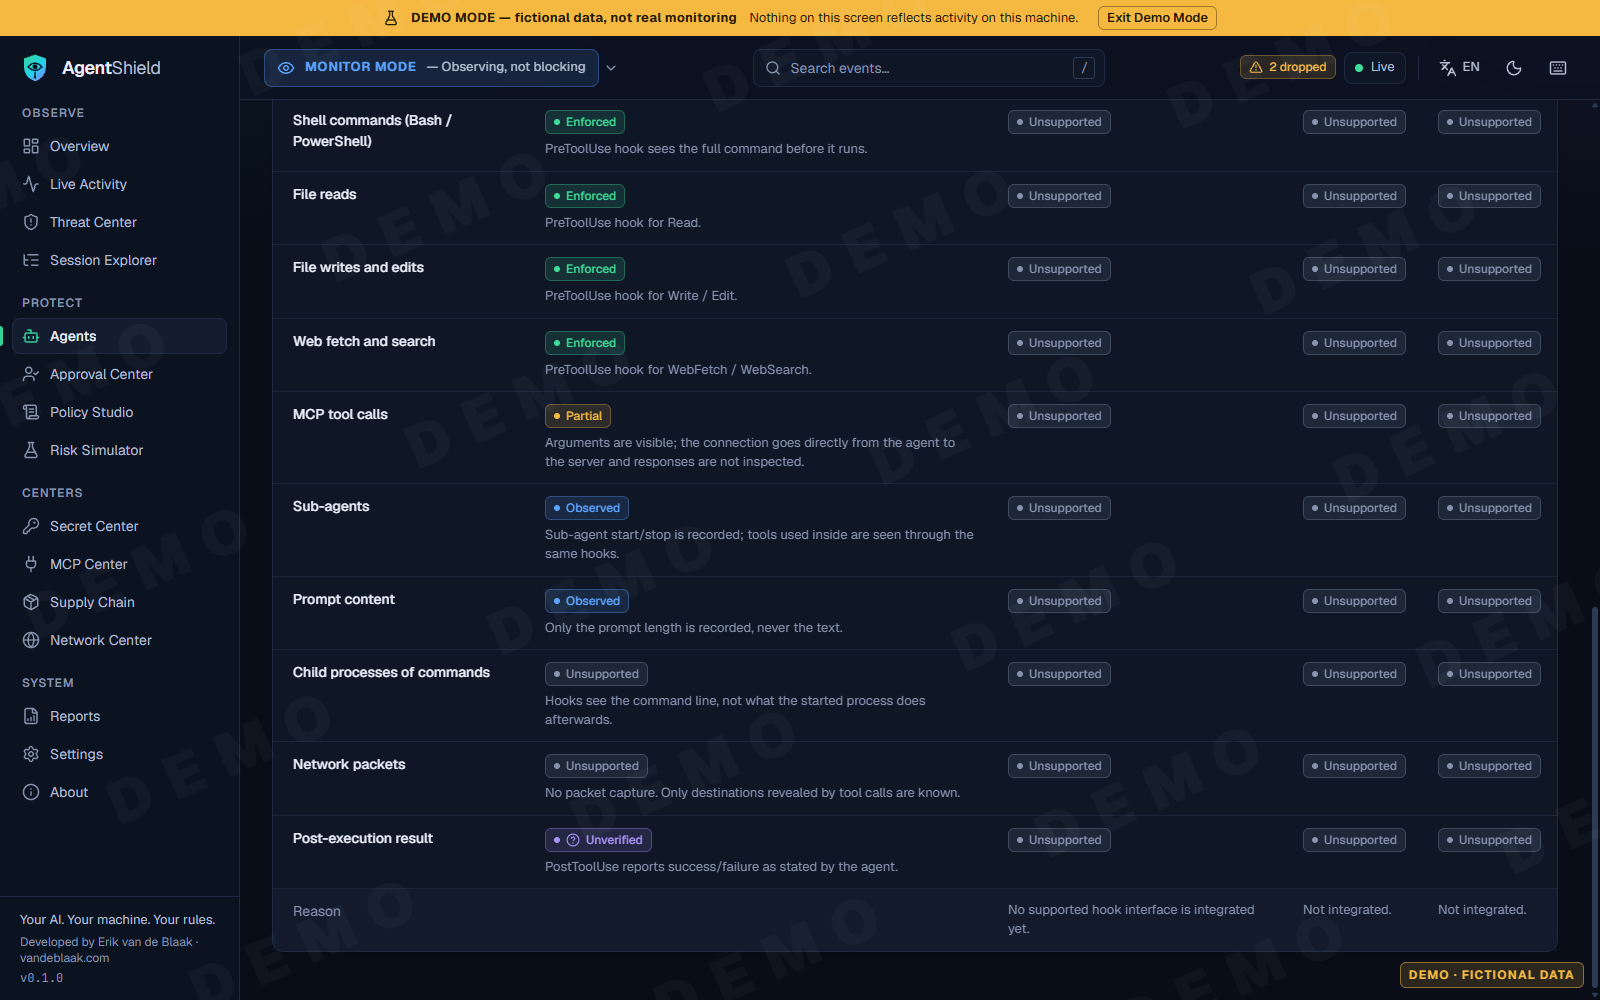 DEMO MODE — fictional data, not real monitoring Nothing on this screen reflects activity on this machine. Exit Demo Mode
AgentShield
MONITOR MODE — Observing, not blocking
Search events… /
2 dropped
Live
EN
OBSERVE
Overview
Live Activity
Threat Center
Session Explorer
PROTECT
Agents
Approval Center
Policy Studio
Risk Simulator
CENTERS
Secret Center
MCP Center
Supply Chain
Network Center
SYSTEM
Reports
Settings
About
Your AI. Your machine. Your rules.
Developed by Erik van de Blaak ·
vandeblaak.com
v0.1.0
Shell commands (Bash /
PowerShell)
Enforced
PreToolUse hook sees the full command before it runs.
Unsupported Unsupported Unsupported
File reads
Enforced
PreToolUse hook for Read.
Unsupported Unsupported Unsupported
File writes and edits
Enforced
PreToolUse hook for Write / Edit.
Unsupported Unsupported Unsupported
Web fetch and search
Enforced
PreToolUse hook for WebFetch / WebSearch.
Unsupported Unsupported Unsupported
MCP tool calls
Partial
Arguments are visible; the connection goes directly from the agent to
the server and responses are not inspected.
Unsupported Unsupported Unsupported
Sub-agents
Observed
Sub-agent start/stop is recorded; tools used inside are seen through the
same hooks.
Unsupported Unsupported Unsupported
Prompt content
Observed
Only the prompt length is recorded, never the text.
Unsupported Unsupported Unsupported
Child processes of commands
Unsupported
Hooks see the command line, not what the started process does
afterwards.
Unsupported Unsupported Unsupported
Network packets
Unsupported
No packet capture. Only destinations revealed by tool calls are known.
Unsupported Unsupported Unsupported
Post-execution result
Unverified
PostToolUse reports success/failure as stated by the agent.
Unsupported Unsupported Unsupported
Reason
No supported hook interface is integrated
yet.
Not integrated.
Not integrated.
DEMO · FICTIONAL DATA
DEMO